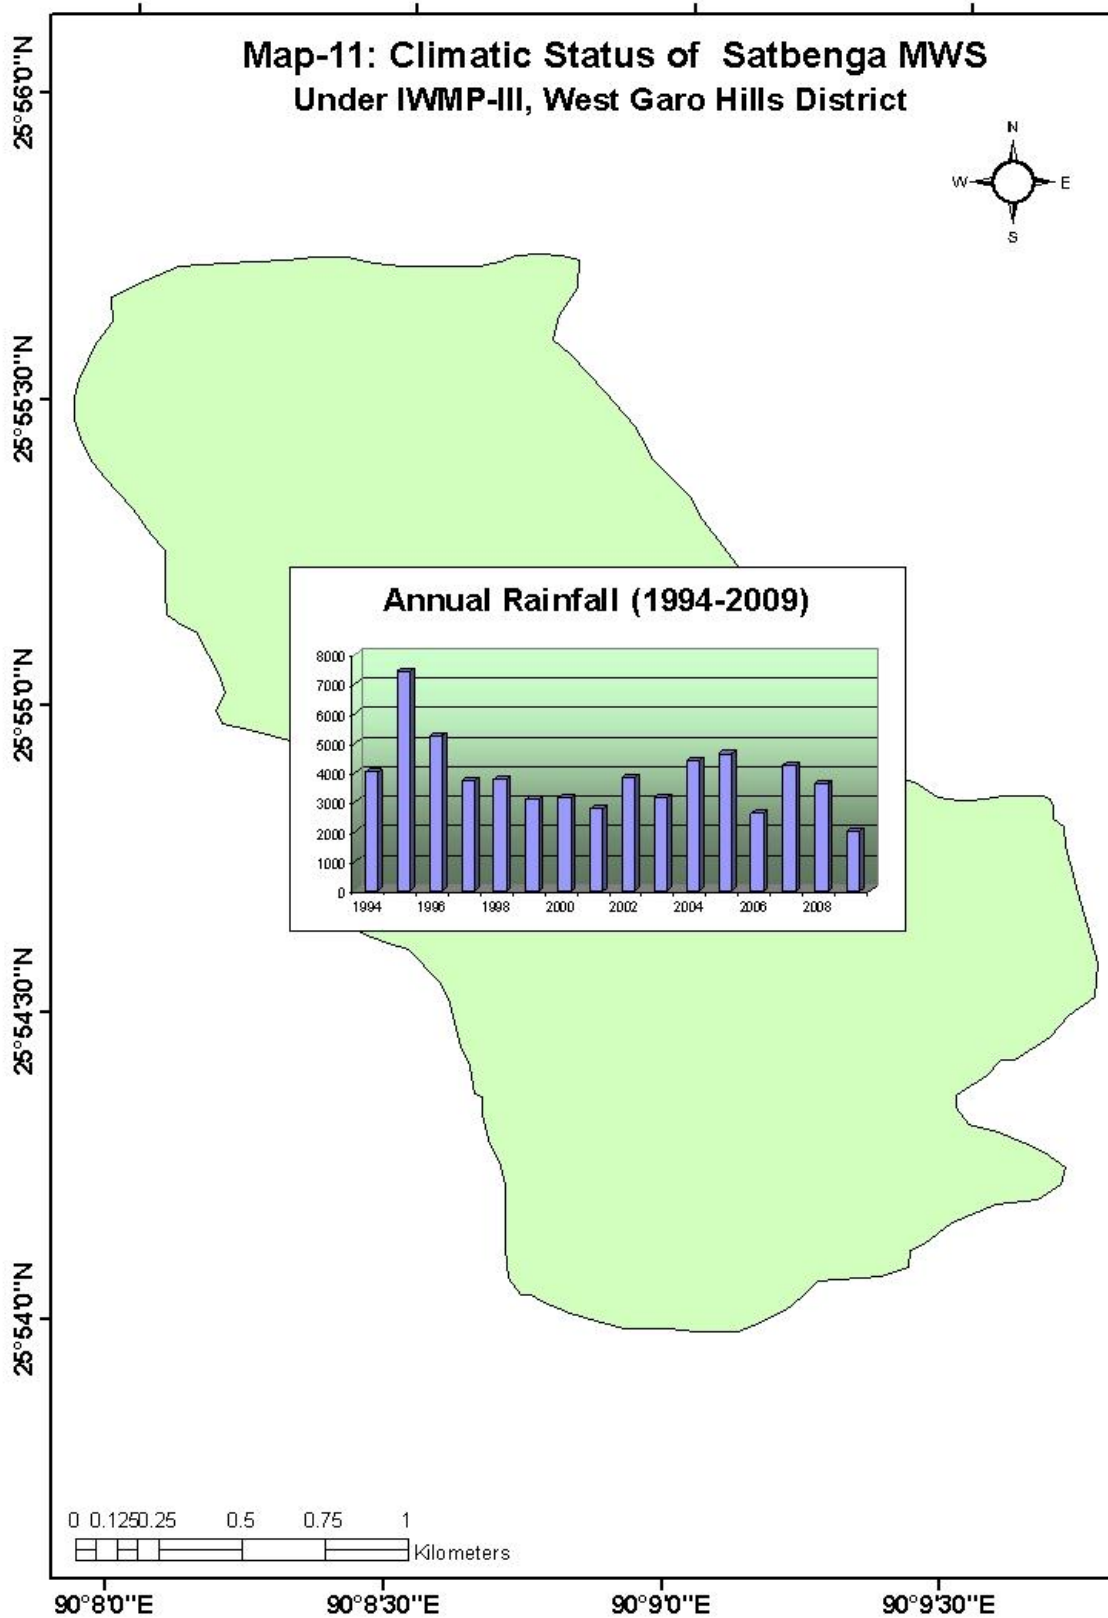 Map-11: Climatic Status of Satbenga MWS
Under IWMP-III, West Garo Hills District
N
W E
S
25°56'0"N
25°55'30"N
25°55'0"N
25°54'30"N
25°54'0"N
Annual Rainfall (1994-2009)
8000
7000
6000
5000
4000
3000
2000
1000
0
1994 1996 1998 2000 2002 2004 2006 2008
0 0.125 0.25 0.5 0.75 1
Kilometers
90°8'0"E 90°8'30"E 90°9'0"E 90°9'30"E